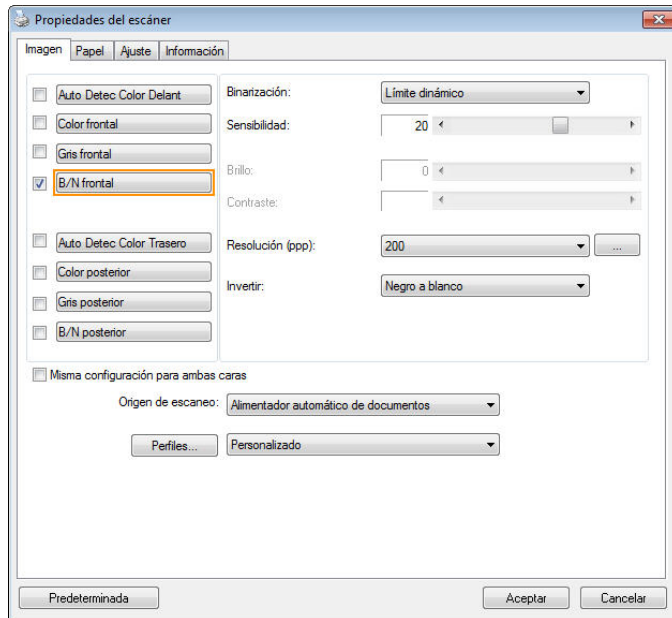 Propiedades del escáner
Imagen Papel Ajuste Información
Auto Detec Color Delant
Color frontal
Gris frontal
B/N frontal
Auto Detec Color Trasero
Color posterior
Gris posterior
B/N posterior
Binarización: Límite dinámico
Sensibilidad: 20
Brillo: 0
Contraste:
Resolución (ppp): 200 ...
Invertir: Negro a blanco
Misma configuración para ambas caras
Origen de escaneo: Alimentador automático de documentos
Perfiles... Personalizado
Predeterminada Aceptar Cancelar